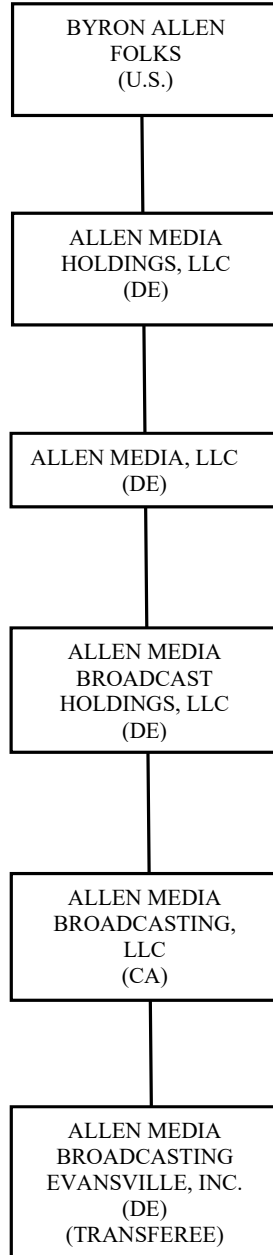 BYRON ALLEN
FOLKS
(U.S.)
ALLEN MEDIA
HOLDINGS, LLC
(DE)
ALLEN MEDIA, LLC
(DE)
ALLEN MEDIA
BROADCAST
HOLDINGS, LLC
(DE)
ALLEN MEDIA
BROADCASTING,
LLC
(CA)
ALLEN MEDIA
BROADCASTING
EVANSVILLE, INC.
(DE)
(TRANSFEREE)